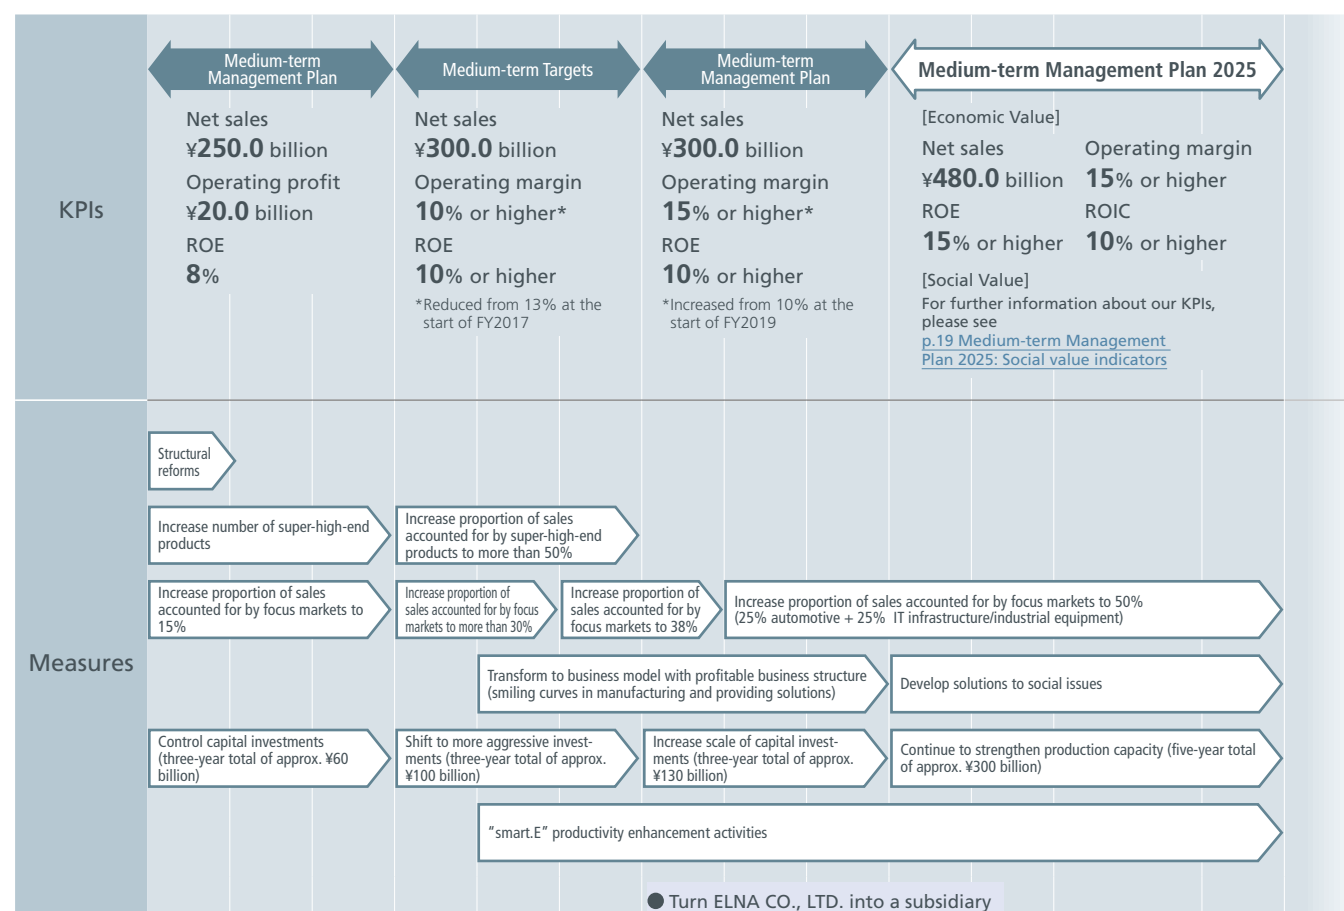 KPIs
Medium-term
Management Plan
Net sales
¥250.0 billion
Operating profit
¥20.0 billion
ROE
8%
Medium-term Targets
Net sales
¥300.0 billion
Operating margin
10% or higher*
ROE
10% or higher
*Reduced from 13% at the
start of FY2017
Medium-term
Management Plan
Net sales
¥300.0 billion
Operating margin
15% or higher*
ROE
10% or higher
*Increased from 10% at the
start of FY2019
Medium-term Management Plan 2025
[Economic Value]
Net sales
¥480.0 billion
Operating margin
15% or higher
ROE
15% or higher
ROIC
10% or higher
[Social Value]
For further information about our KPIs,
please see
p.19 Medium-term Management
Plan 2025: Social value indicators
Measures
Structural
reforms
Increase number of super-high-end
products
Increase proportion of sales
accounted for by super-high-end
products to more than 50%
Increase proportion of sales
accounted for by focus markets to
15%
Increase proportion of
sales accounted for by focus
markets to more than 30%
Increase proportion of
sales accounted for by
focus markets to 38%
Increase proportion of sales accounted for by focus markets to 50%
(25% automotive + 25% IT infrastructure/industrial equipment)
Transform to business model with profitable business structure
(smiling curves in manufacturing and providing solutions)
Develop solutions to social issues
Control capital investments
(three-year total of approx. ¥60
billion)
Shift to more aggressive invest-
ments (three-year total of approx.
¥100 billion)
Increase scale of capital invest-
ments (three-year total of approx.
¥130 billion)
Continue to strengthen production capacity (five-year total
of approx. ¥300 billion)
“smart.E” productivity enhancement activities
● Turn ELNA CO., LTD. into a subsidiary